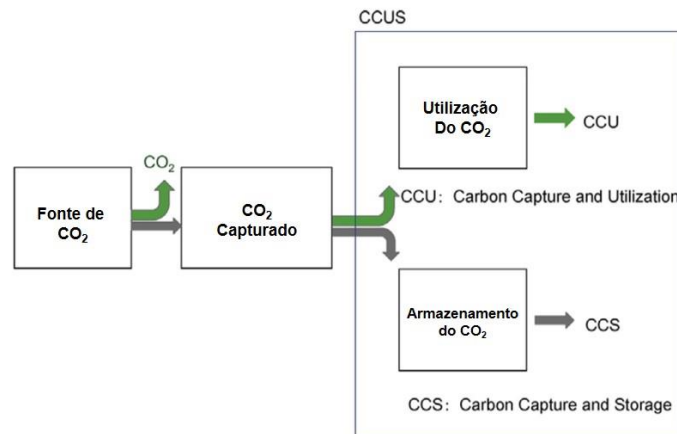 CCUS
Utilização
Do CO₂
CCU
CO₂
CCU: Carbon Capture and Utilization
Fonte de
CO₂
CO₂
Capturado
Armazenamento
do CO₂
CCS
CCS: Carbon Capture and Storage